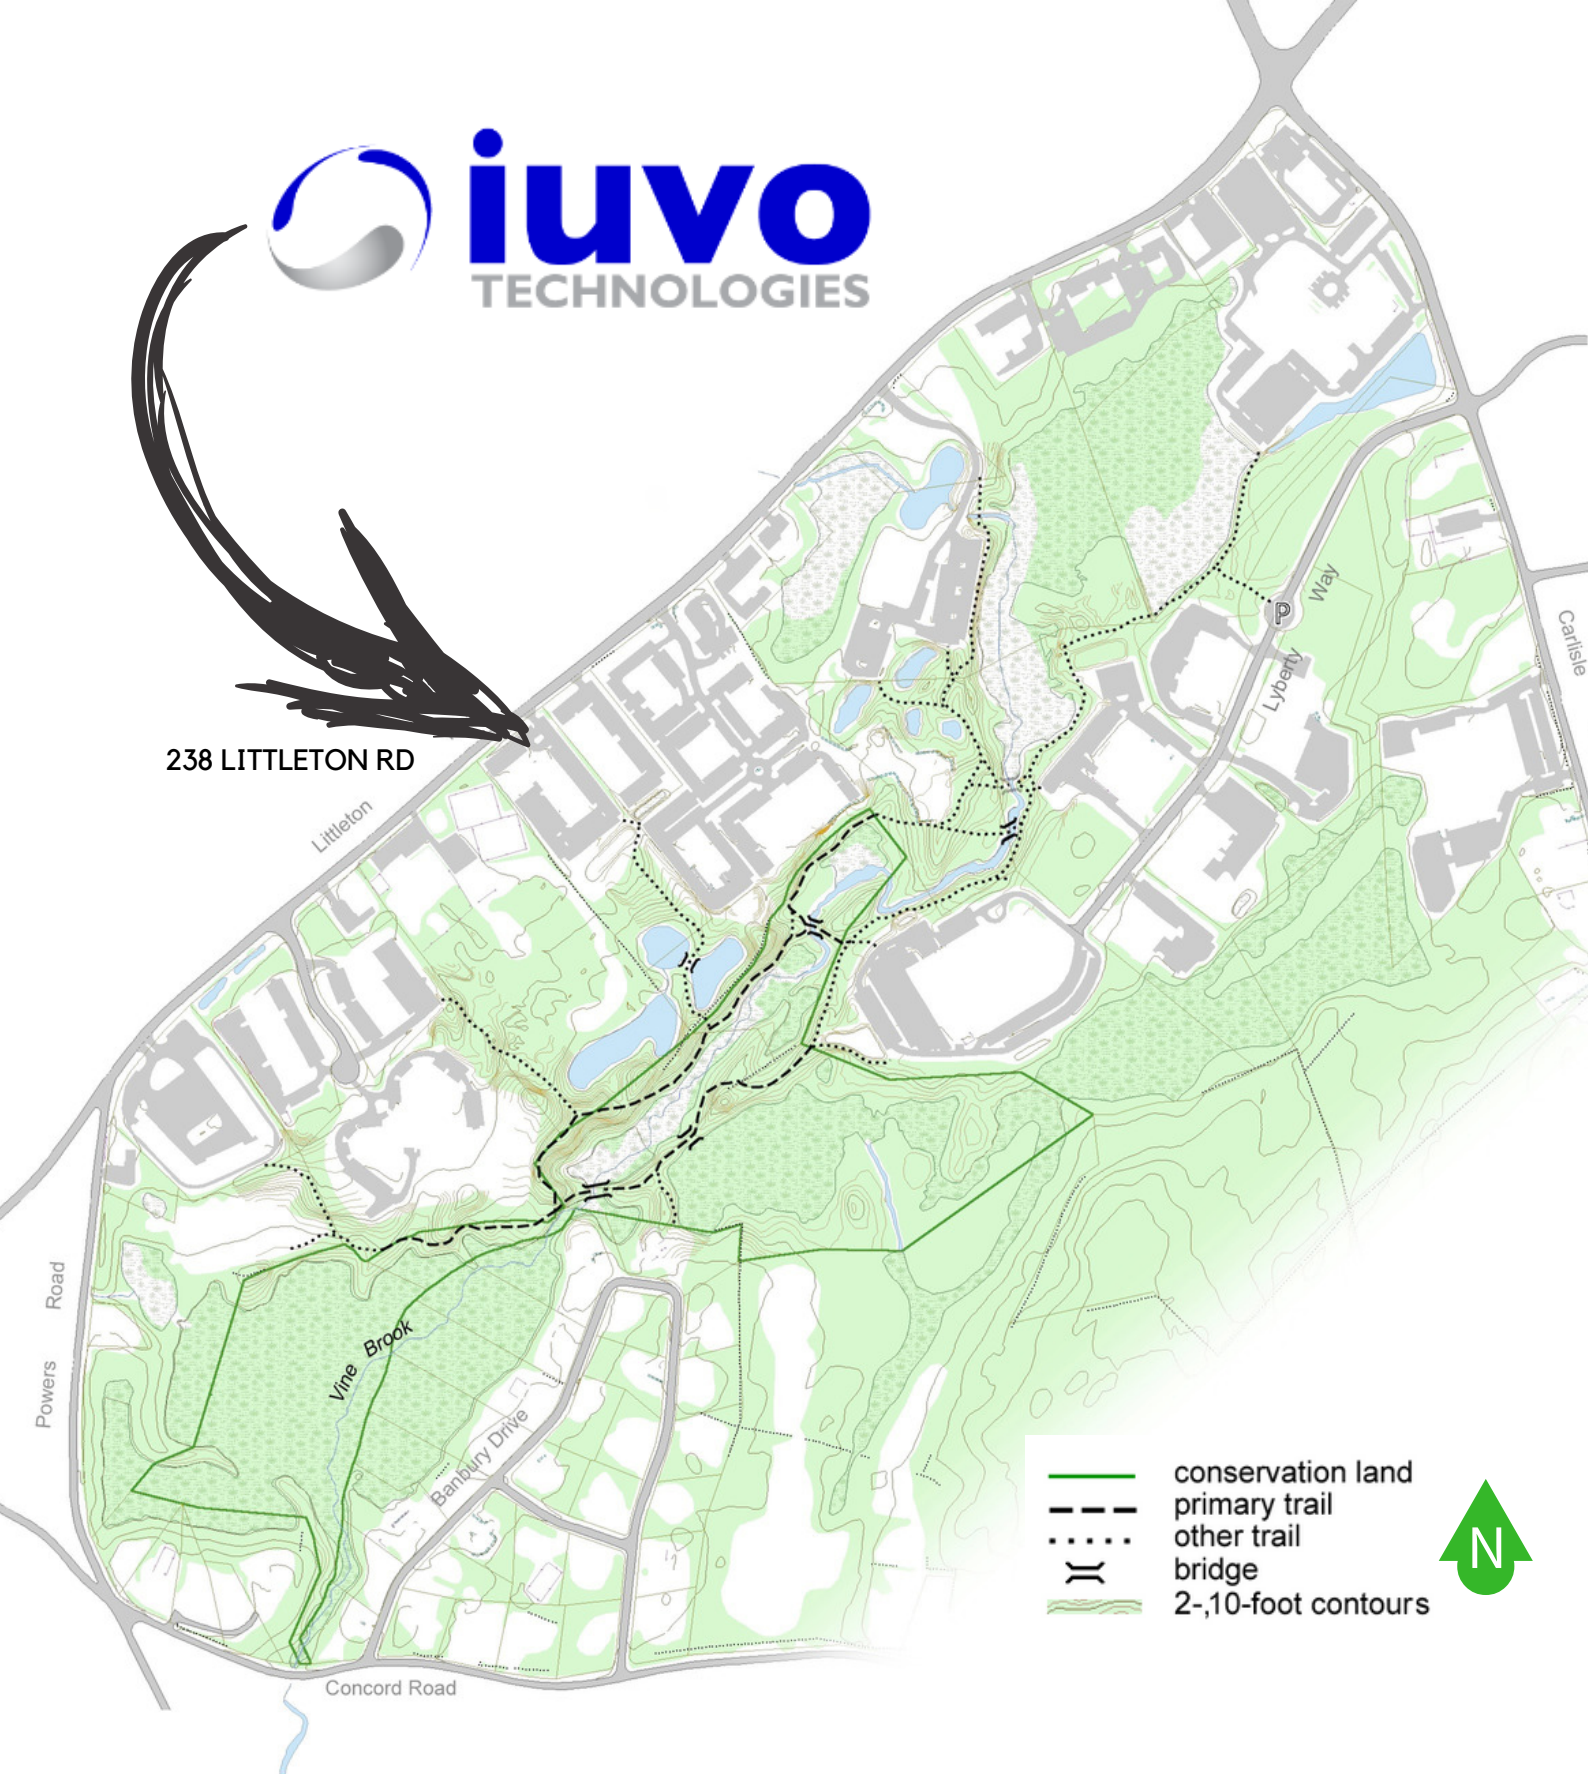 iuvo
TECHNOLOGIES
238 LITTLETON RD
Littleton
P
Way
Lyberty
Carlisle
Road
Powers
Vine Brook
Banbury Drive
Concord Road
conservation land
primary trail
other trail
bridge
2-,10-foot contours
N